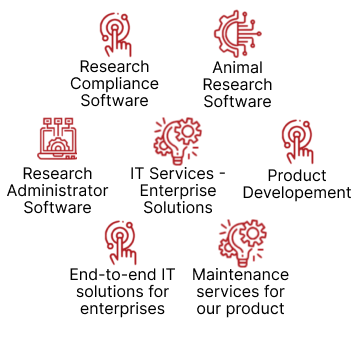 Research
Compliance
Software
Animal
Research
Software
Research
Administrator
Software
IT Services -
Enterprise
Solutions
Product
Developement
End-to-end IT
solutions for
enterprises
Maintenance
services for
our product